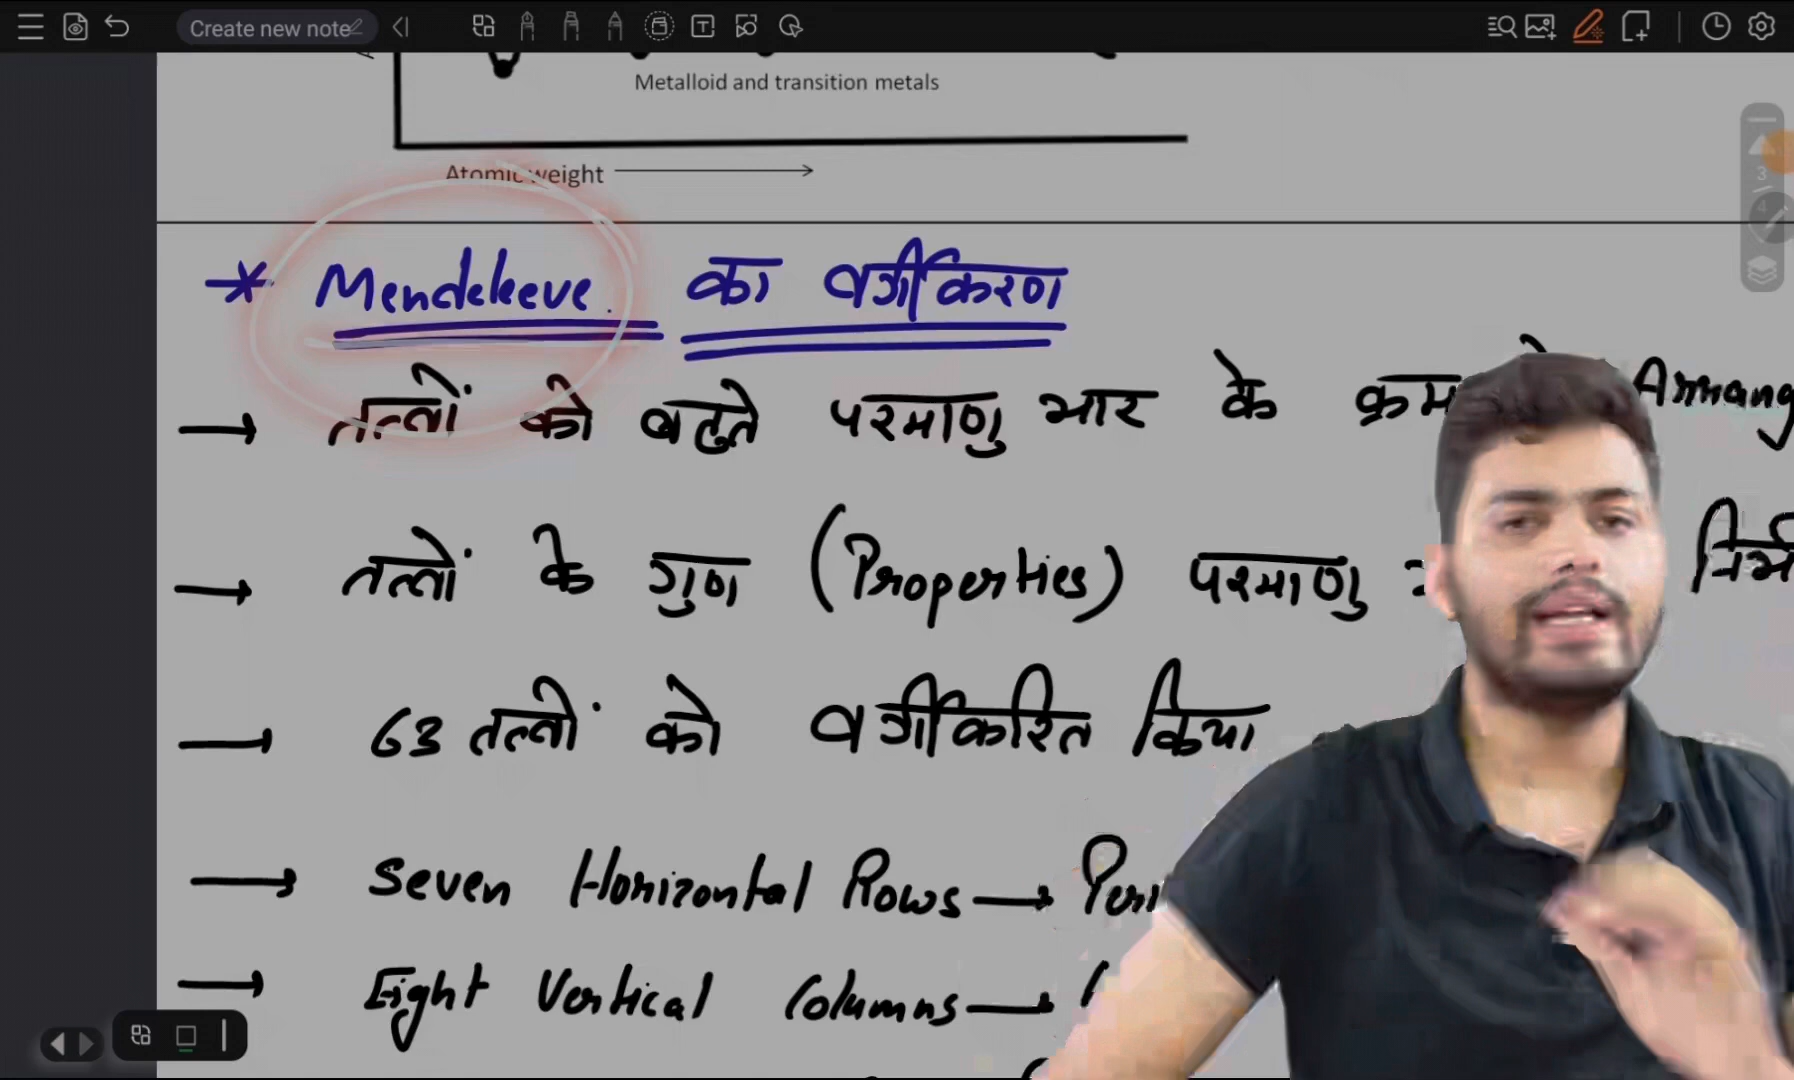 Create new note
Metalloid and transition metals
Atomic weight
* Mendeleeve. का वर्गीकरण
→ तत्त्वों को बढ़ते परमाणु भार के क्रम Arrang
→ तत्त्वों के गुण (Properties) परमाणु
→ 63 तत्त्वों को वर्गीकरित किया
→ Seven Horizontal Rows → Peri
→ Eight Vertical Columns →